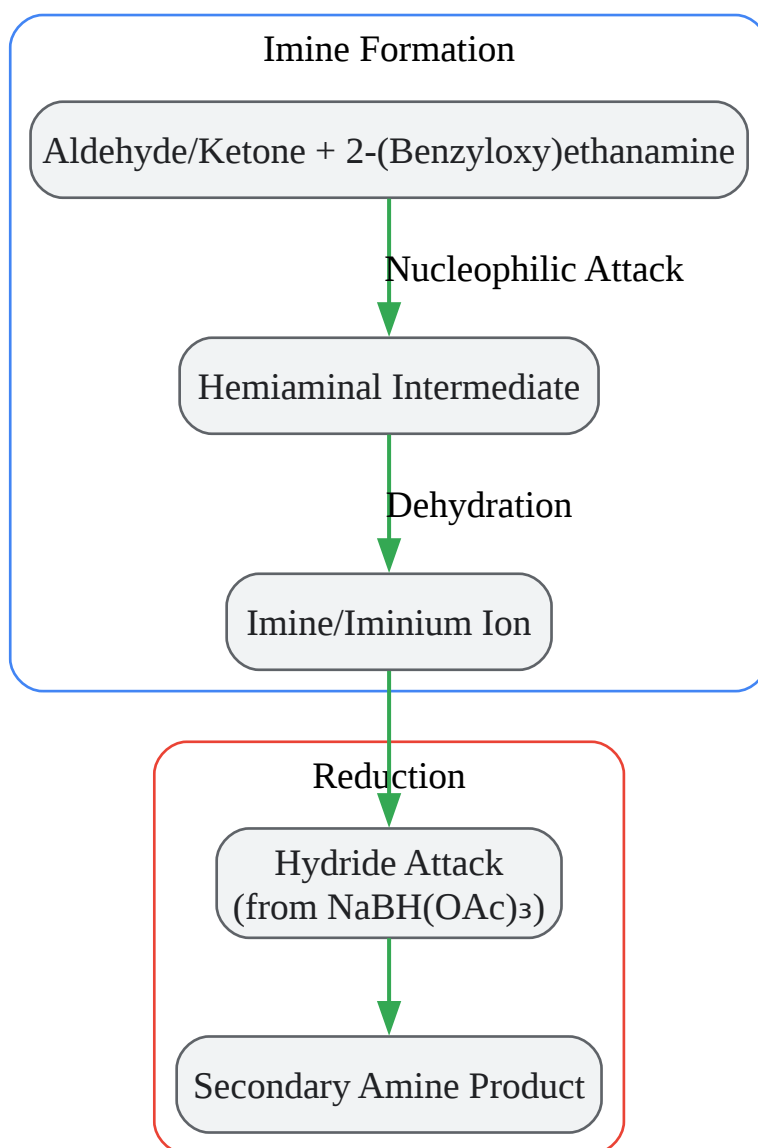 Imine Formation
Aldehyde/Ketone + 2-(Benzyloxy)ethanamine
Nucleophilic Attack
Hemiaminal Intermediate
Dehydration
Imine/Iminium Ion
Reduction
Hydride Attack
(from NaBH(OAc)₃)
Secondary Amine Product